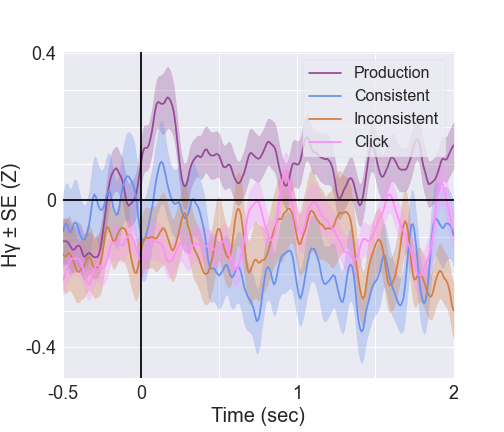 0.4
0
-0.4
Hγ ± SE (Z)
Production
Consistent
Inconsistent
Click
-0.5
0
1
2
Time (sec)